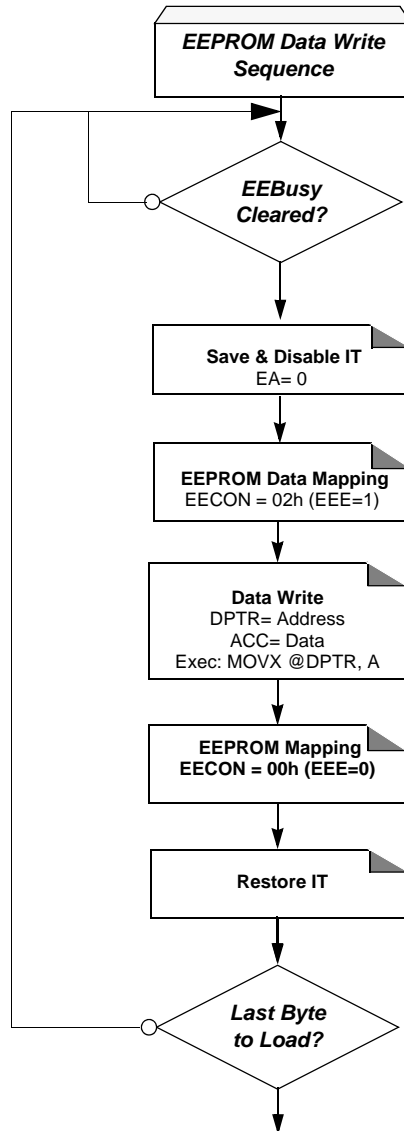 EEPROM Data Write
Sequence
EEBusy
Cleared?
Save & Disable IT
EA= 0
EEPROM Data Mapping
EECON = 02h (EEE=1)
Data Write
DPTR= Address
ACC= Data
Exec: MOVX @DPTR, A
EEPROM Mapping
EECON = 00h (EEE=0)
Restore IT
Last Byte
to Load?